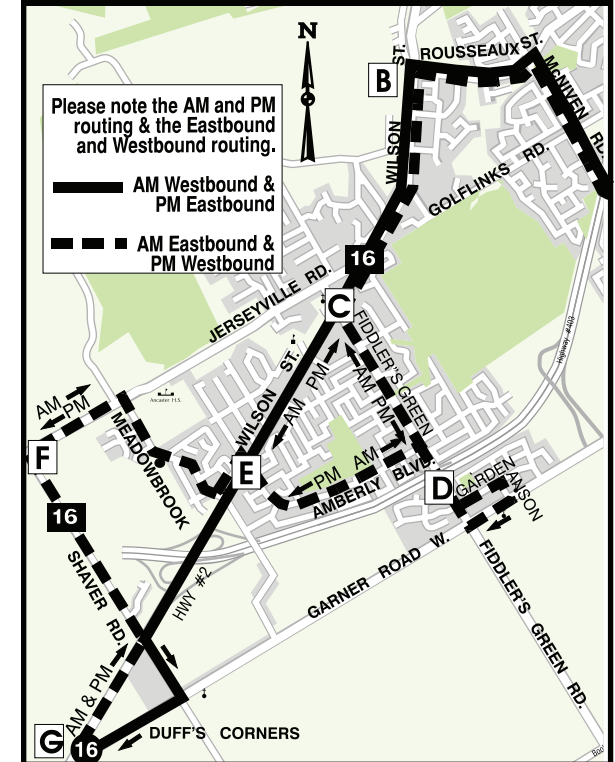 N
ST.
ROUSSEAUX ST.
B
McNIVEN RD.
Please note the AM and PM
routing & the Eastbound
and Westbound routing.
AM Westbound &
PM Eastbound
AM Eastbound &
PM Westbound
WILSON
GOLFLINKS RD.
16
JERSEYVILLE RD.
C
Highway #403
FIDDLER"S GREEN
WILSON ST.
AM PM
AM PM
AM
PM
Ancaster H.S.
MEADOWBROOK
F
E
PM AM
AMBERLY BLVD.
D
GARDEN
ANSON
16
SHAVER RD.
HWY #2
GARNER ROAD W.
FIDDLER'S GREEN RD.
AM & PM
G
16
DUFF'S CORNERS